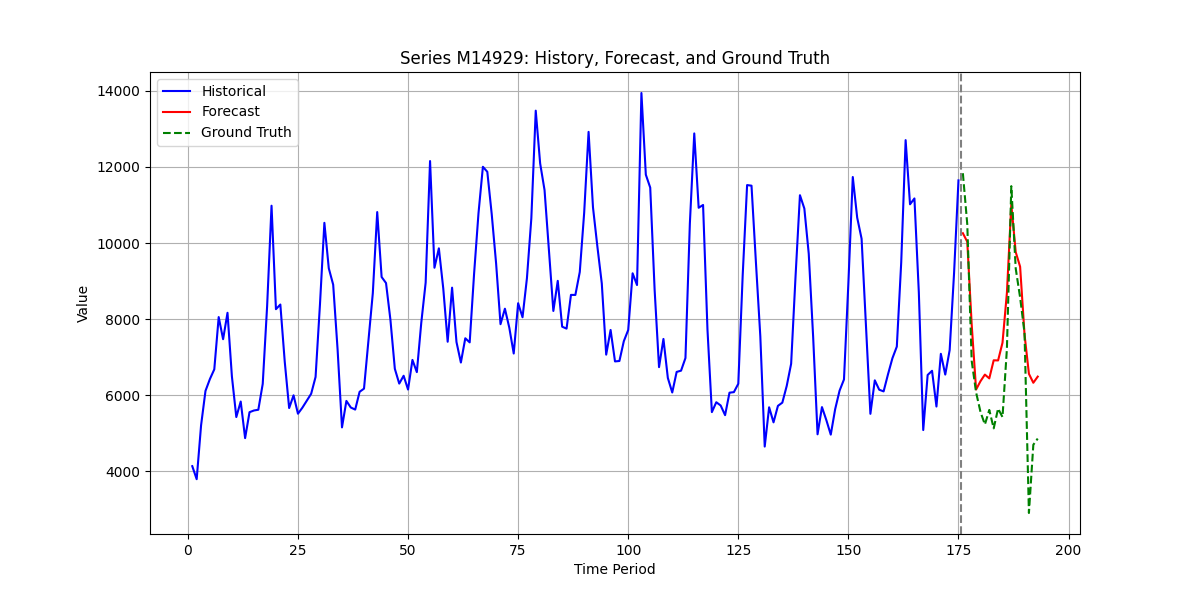 Series M14929: History, Forecast, and Ground Truth
Historical
Forecast
Ground Truth
14000
12000
10000
8000
6000
4000
Value
0 25 50 75 100 125 150 175 200
Time Period